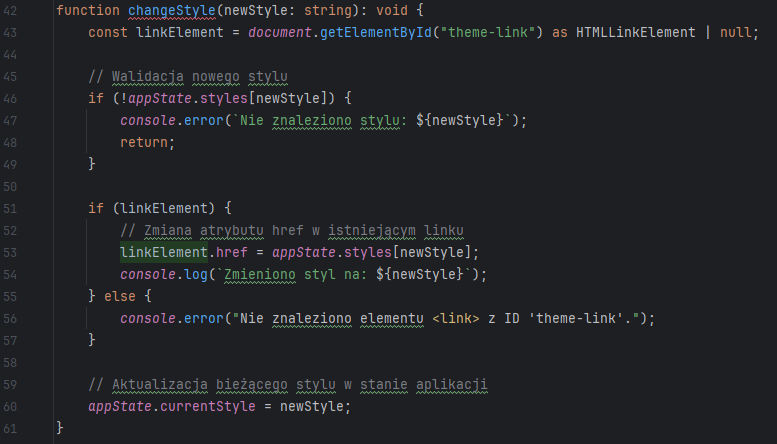 42 function changeStyle(newStyle: string): void {
43 const linkElement = document.getElementById("theme-link") as HTMLLinkElement | null;
44
45 // Walidacja nowego stylu
46 if (!appState.styles[newStyle]) {
47 console.error(`Nie znaleziono stylu: ${newStyle}`);
48 return;
49 }
50
51 if (linkElement) {
52 // Zmiana atrybutu href w istniejącym linku
53 linkElement.href = appState.styles[newStyle];
54 console.log(`Zmieniono styl na: ${newStyle}`);
55 } else {
56 console.error("Nie znaleziono elementu <link> z ID 'theme-link'.");
57 }
58
59 // Aktualizacja bieżącego stylu w stanie aplikacji
60 appState.currentStyle = newStyle;
61 }